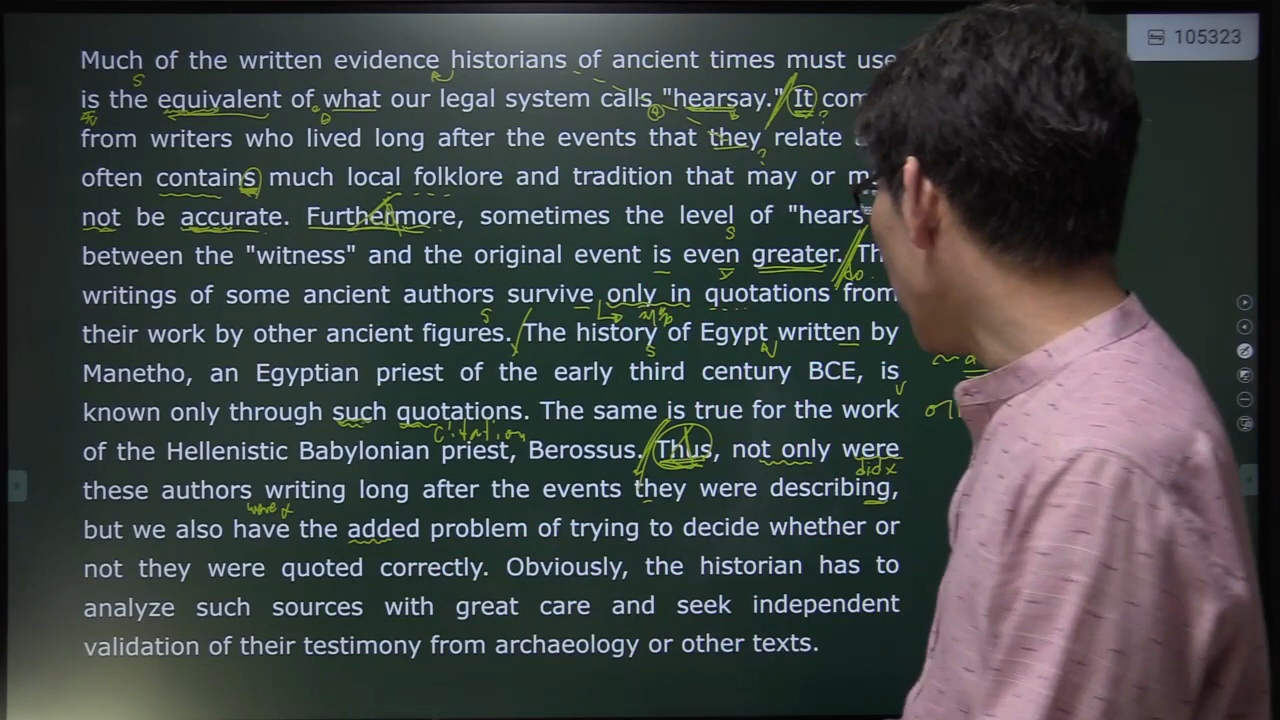 105323
Much of the written evidence historians of ancient times must use
is the equivalent of what our legal system calls "hearsay." It
from writers who lived long after the events that they relate
often contains much local folklore and tradition that may or
not be accurate. Furthermore, sometimes the level of
between the "witness" and the original event is even greater.
writings of some ancient authors survive only in quotations from
their work by other ancient figures. The history of Egypt written by
Manetho, an Egyptian priest of the early third century BCE, is
known only through such quotations. The same is true for the work
citation
of the Hellenistic Babylonian priest, Berossus. Thus, not only were
these authors writing long after the events they were describing,
but we also have the added problem of trying to decide whether or
not they were quoted correctly. Obviously, the historian has to
analyze such sources with great care and seek independent
validation of their testimony from archaeology or other texts.